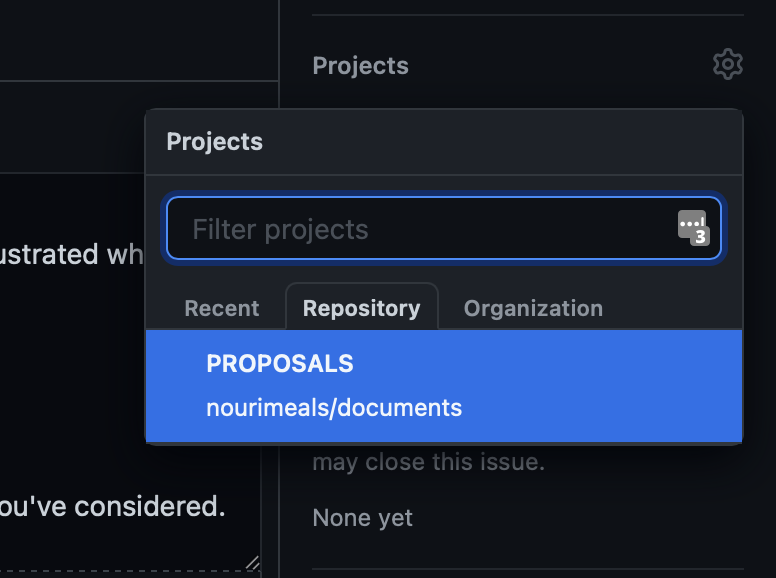 Projects
Projects
Filter projects
3
Recent Repository Organization
PROPOSALS
nourimeals/documents
ustrated wh
may close this issue.
ou've considered.
None yet